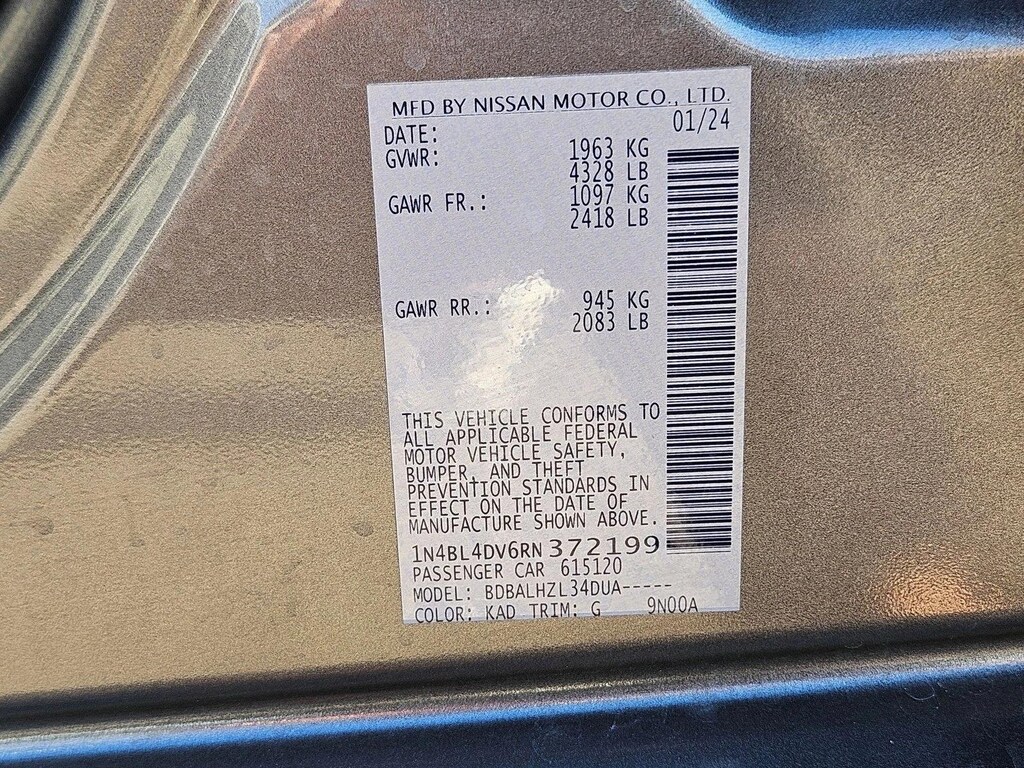 MFD BY NISSAN MOTOR CO., LTD.
DATE: 01/24
GVWR: 1963 KG
4328 LB
GAWR FR.: 1097 KG
2418 LB
GAWR RR.: 945 KG
2083 LB
THIS VEHICLE CONFORMS TO
ALL APPLICABLE FEDERAL
MOTOR VEHICLE SAFETY,
BUMPER, AND THEFT
PREVENTION STANDARDS IN
EFFECT ON THE DATE OF
MANUFACTURE SHOWN ABOVE.
1N4BL4DV6RN 372199
PASSENGER CAR 615120
MODEL: BDBALHZL34DUA-----
COLOR: KAD TRIM: G 9N00A